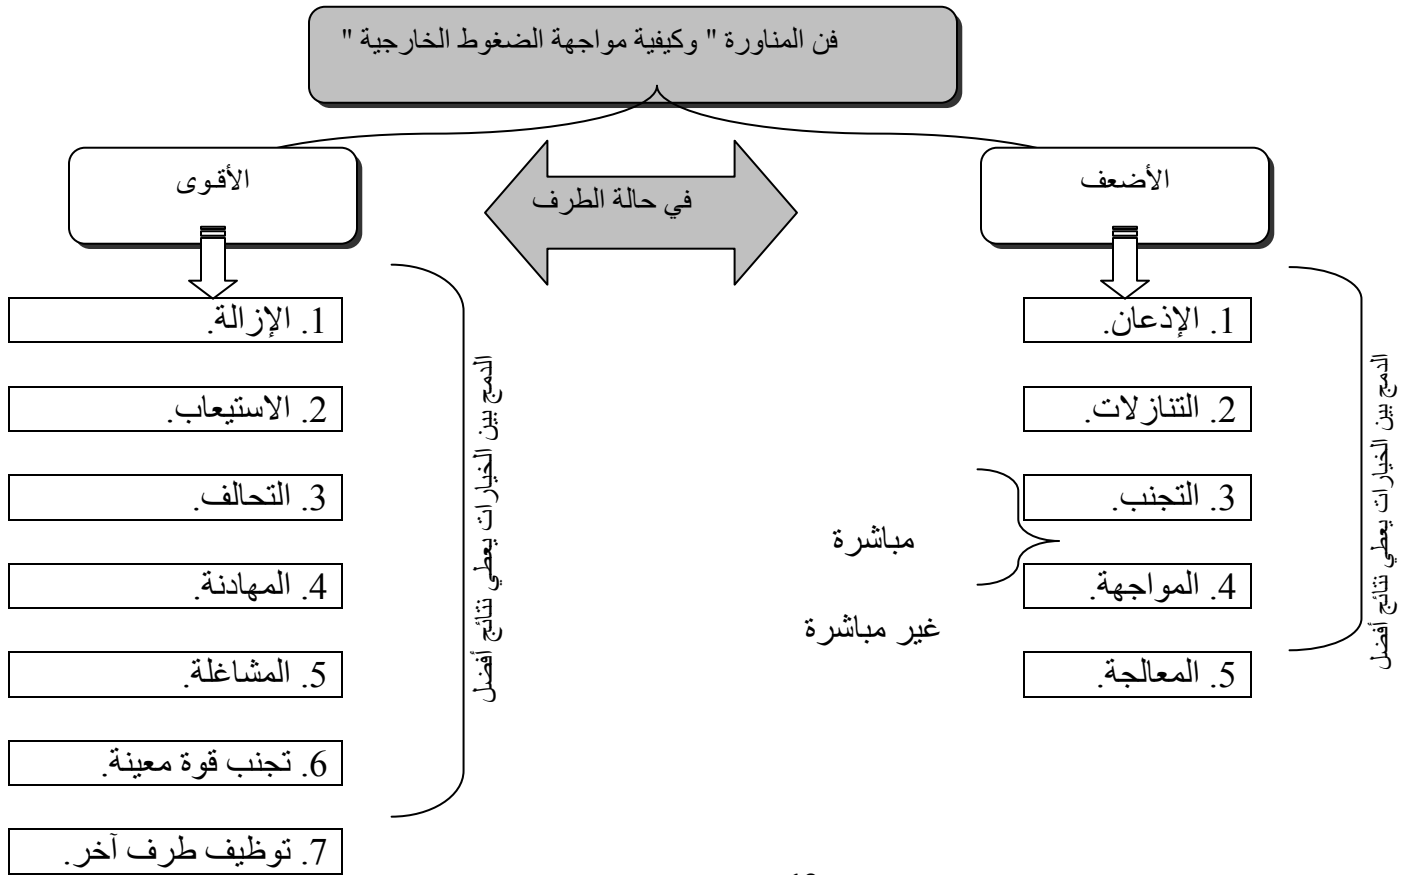 فن المناورة " وكيفية مواجهة الضغوط الخارجية "
الأضعف
في حالة الطرف
الأقوى
1. الإذعان.
2. التنازلات.
3. التجنب.
4. المواجهة.
5. المعالجة.
مباشرة
غير مباشرة
الدمج بين الخيارات يعطي نتائج أفضل
1. الإزالة.
2. الاستيعاب.
3. التحالف.
4. المهادنة.
5. المشاغلة.
6. تجنب قوة معينة.
7. توظيف طرف آخر.
الدمج بين الخيارات يعطي نتائج أفضل